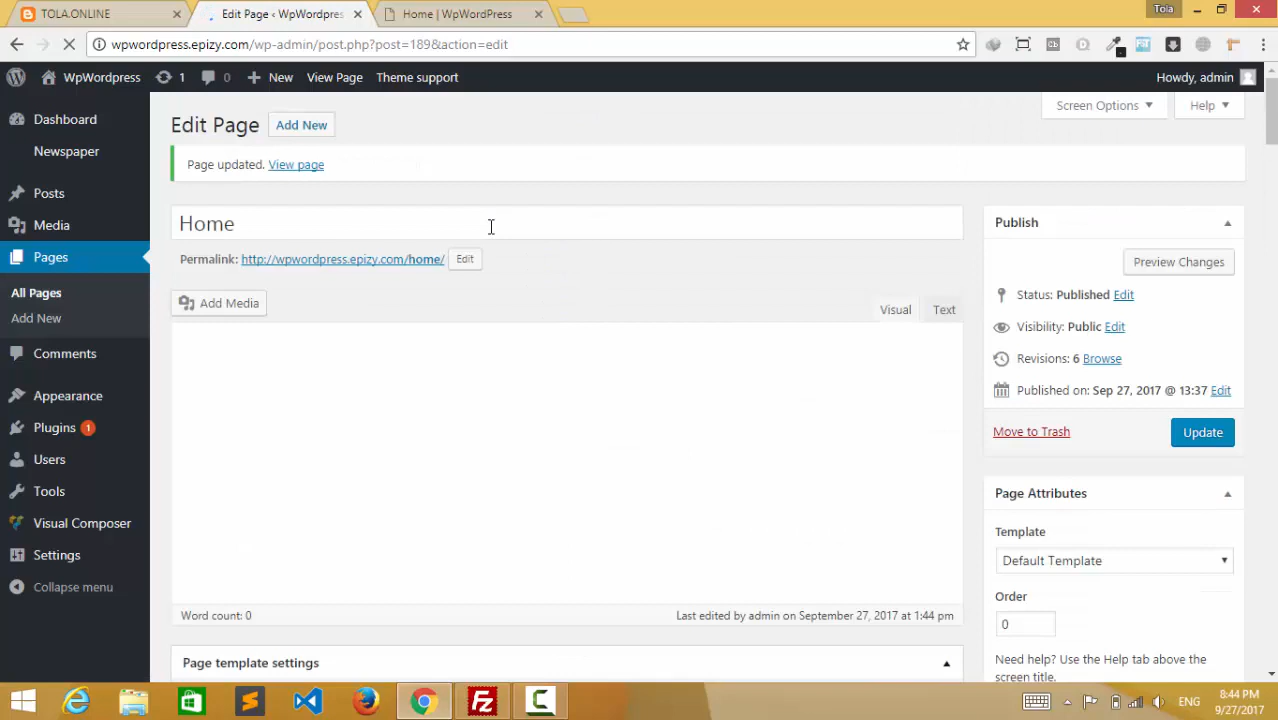 TOLA.ONLINE
Edit Page ‹ WpWordpres
Home | WpWordPress
Tola
wpwordpress.epizy.com/wp-admin/post.php?post=189&action=edit
WpWordpress
1
0
New
View Page
Theme support
Howdy, admin
Dashboard
Newspaper
Posts
Media
Pages
All Pages
Add New
Comments
Appearance
Plugins 1
Users
Tools
Visual Composer
Settings
Collapse menu
Screen Options
Help
Edit Page Add New
Page updated. View page
Home
Permalink: http://wpwordpress.epizy.com/home/ Edit
Add Media
Visual Text
Word count: 0
Last edited by admin on September 27, 2017 at 1:44 pm
Page template settings
Publish
Preview Changes
Status: Published Edit
Visibility: Public Edit
Revisions: 6 Browse
Published on: Sep 27, 2017 @ 13:37 Edit
Move to Trash
Update
Page Attributes
Template
Default Template
Order
0
Need help? Use the Help tab above the
screen title.
ENG
8:44 PM
9/27/2017